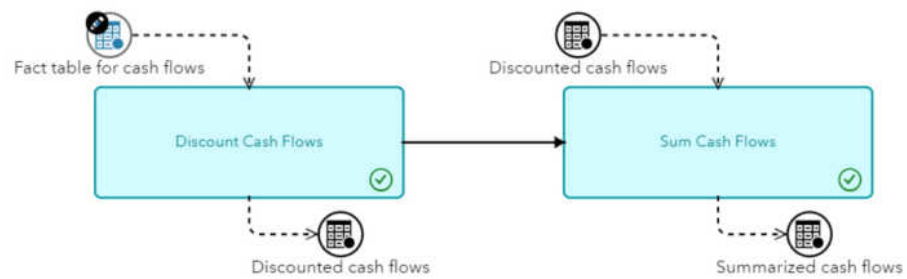 Fact table for cash flows
Discounted cash flows
Discount Cash Flows
Sum Cash Flows
Discounted cash flows
Summarized cash flows